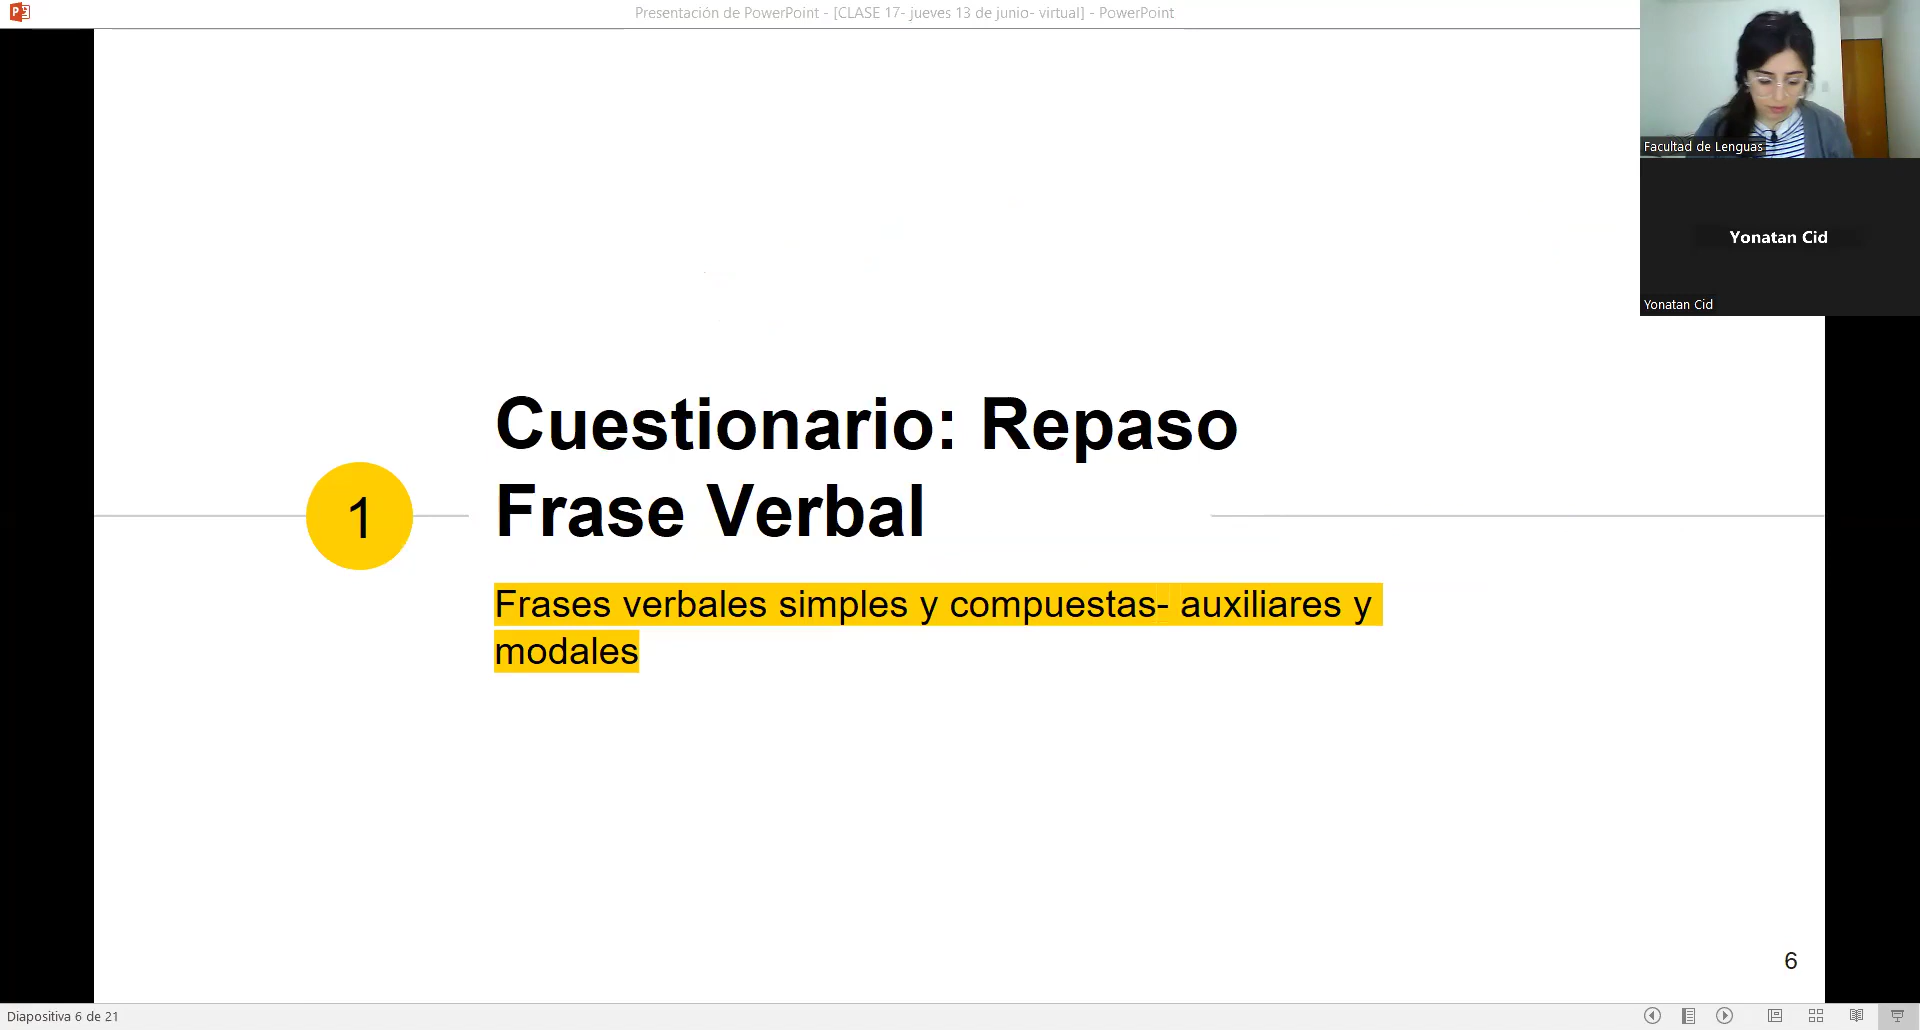 Presentación de PowerPoint - [CLASE 17- jueves 13 de junio- virtual] - PowerPoint
Facultad de Lenguas
Yonatan Cid
Yonatan Cid
Cuestionario: Repaso
Frase Verbal
1
Frases verbales simples y compuestas- auxiliares y
modales
6
Diapositiva 6 de 21